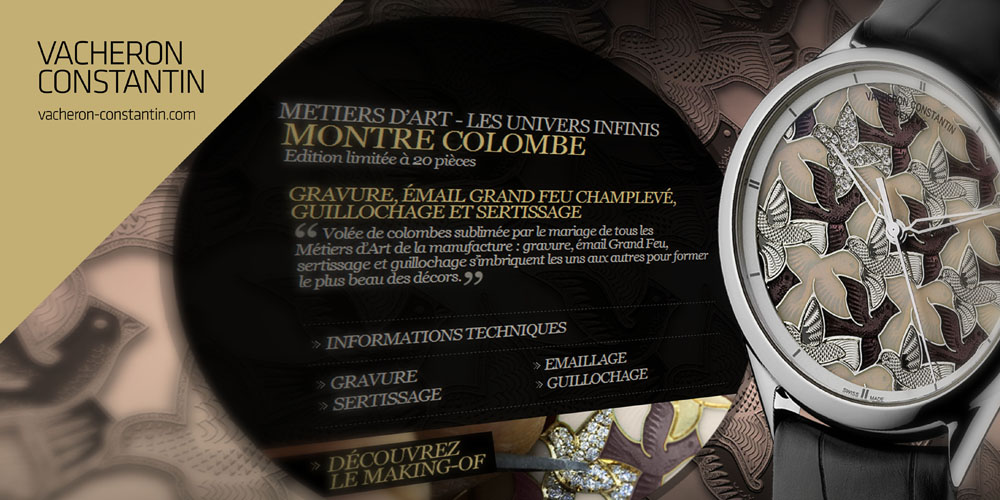 VACHERON
CONSTANTIN
vacheron-constantin.com
METIERS D'ART - LES UNIVERS INFINIS
MONTRE COLOMBE
Edition limitée à 20 pièces
GRAVURE, ÉMAIL GRAND FEU CHAMPLEVÉ,
GUILLOCHAGE ET SERTISSAGE
“ Volée de colombes sublimée par le mariage de tous les
Métiers d'Art de la manufacture : gravure, émail Grand Feu,
sertissage et guillochage s'imbriquent les uns aux autres pour former
le plus beau des décors. ”
» INFORMATIONS TECHNIQUES
» GRAVURE
» EMAILLAGE
» SERTISSAGE
» GUILLOCHAGE
» DÉCOUVREZ
LE MAKING-OF
VACHERON CONSTANTIN
SWISS MADE